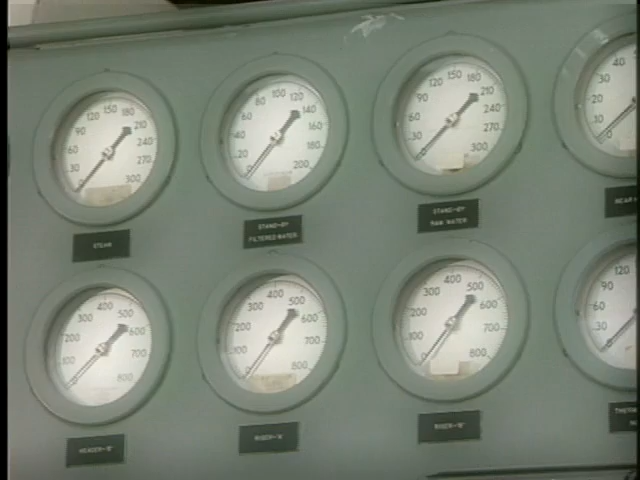 30 60 90 120 150 180 210 240 270 300
20 40 60 80 100 120 140 160 180 200
30 60 90 120 150 180 210 240 270 300
10 20 30 40
STEAM
STAND-BY
FILTERED WATER
STAND-BY
RAW WATER
100 200 300 400 500 600 700 800
100 200 300 400 500 600 700 800
100 200 300 400 500 600 700 800
30 60 90 120
HEADER-"B"
RISER-"A"
RISER-"B"